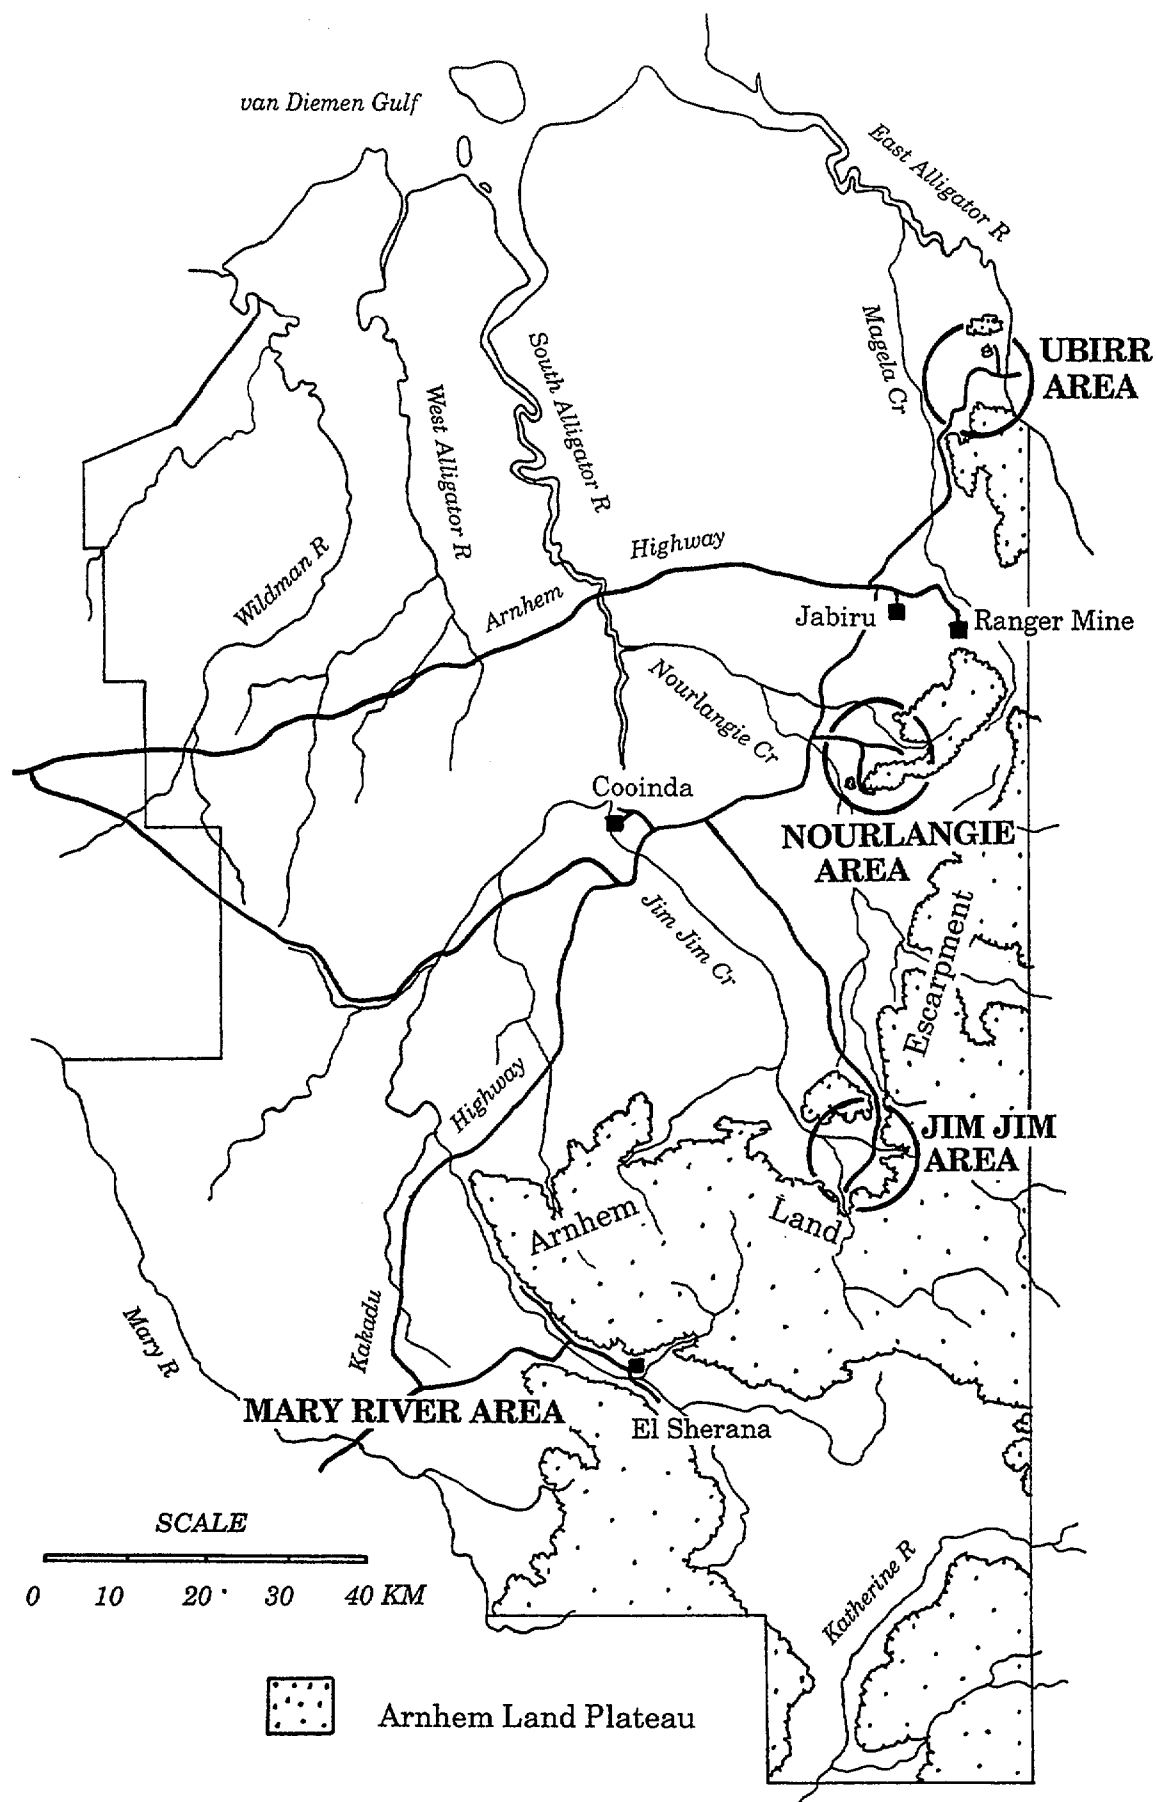 van Diemen Gulf
East Alligator R
Magela Cr
UBIRR
AREA
South Alligator R
West Alligator R
Wildman R
Arnhem
Highway
Jabiru
Ranger Mine
Nourlangie Cr
Cooinda
NOURLANGIE
AREA
Jim Jim Cr
Escarpment
Highway
JIM JIM
AREA
Arnhem
Land
Mary R
Kakadu
MARY RIVER AREA
El Sherana
SCALE
0 10 20 30 40 KM
Katherine R
Arnhem Land Plateau